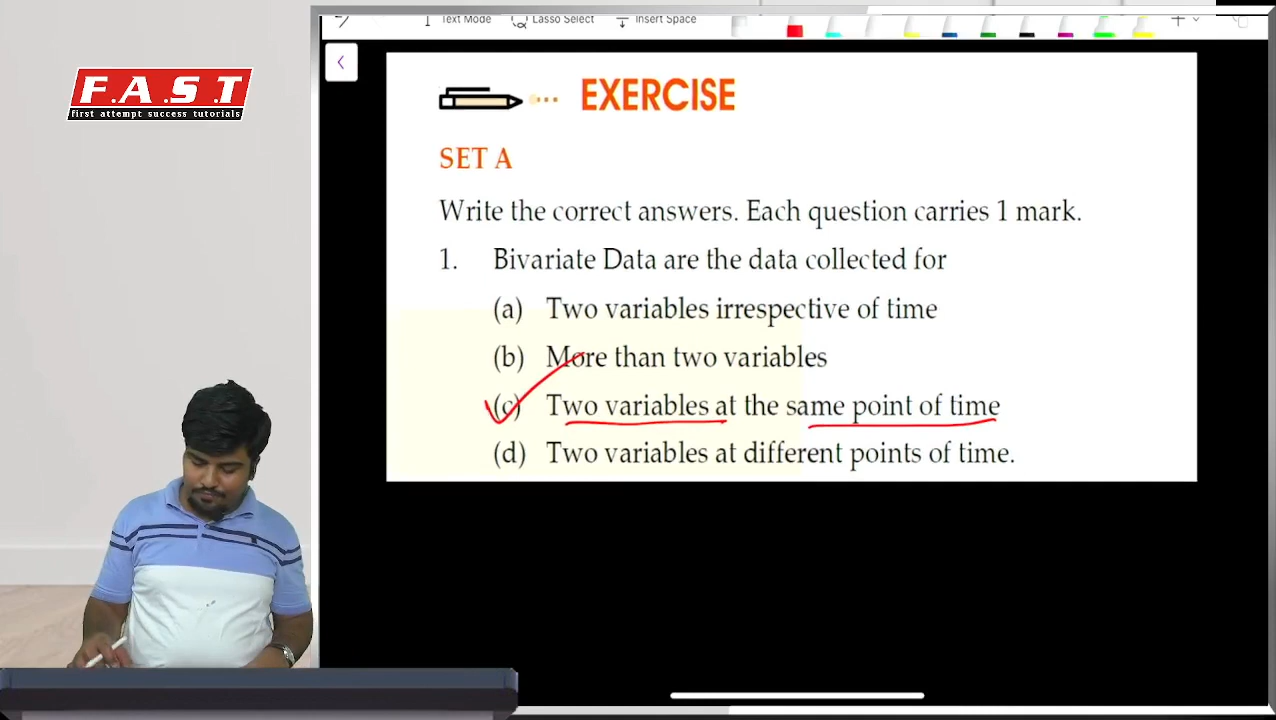 Text Mode
Lasso Select
Insert Space
F.A.S.T
first attempt success tutorials
EXERCISE
SET A
Write the correct answers. Each question carries 1 mark.
1. Bivariate Data are the data collected for
(a) Two variables irrespective of time
(b) More than two variables
(c) Two variables at the same point of time
(d) Two variables at different points of time.